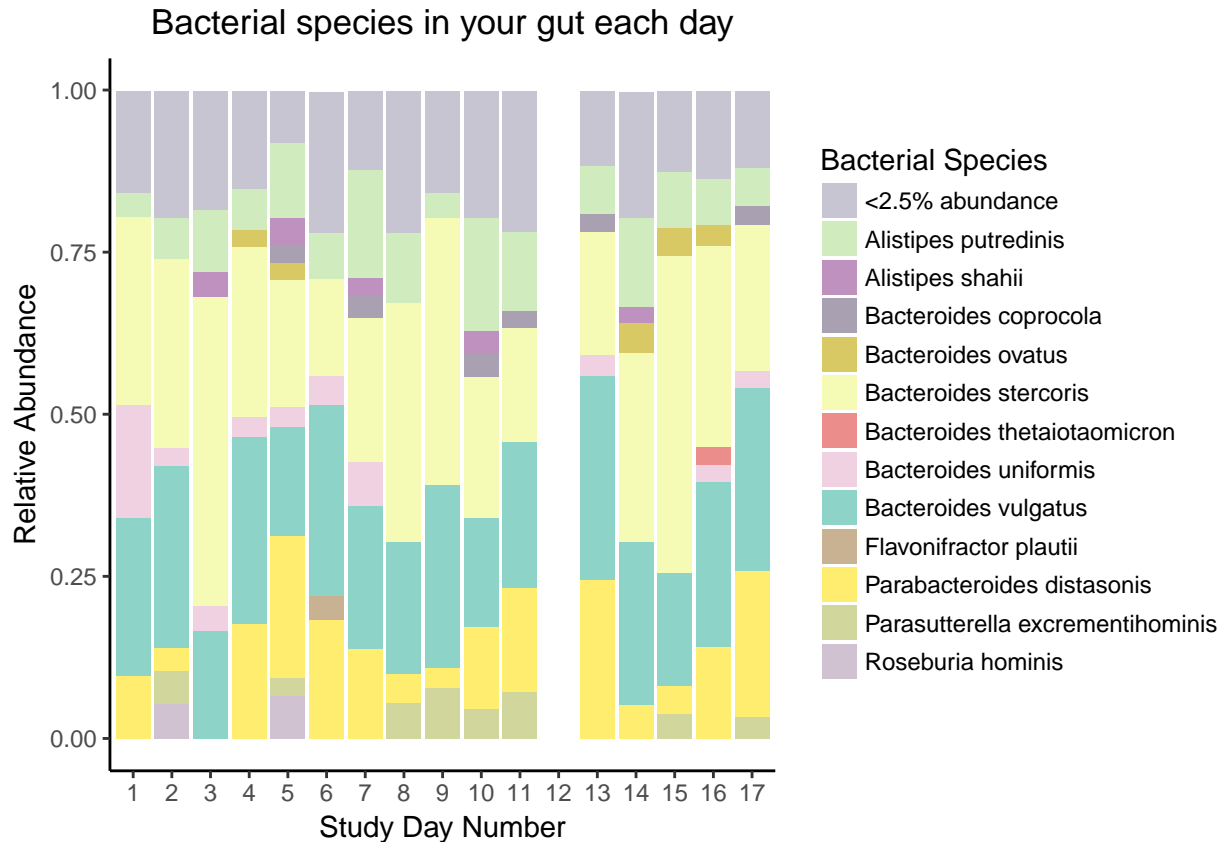 Bacterial species in your gut each day
1.00
0.75
0.50
0.25
0.00
Relative Abundance
1 2 3 4 5 6 7 8 9 10 11 12 13 14 15 16 17
Study Day Number
Bacterial Species
<2.5% abundance
Alistipes putredinis
Alistipes shahii
Bacteroides coprocola
Bacteroides ovatus
Bacteroides stercoris
Bacteroides thetaiotaomicron
Bacteroides uniformis
Bacteroides vulgatus
Flavonifractor plautii
Parabacteroides distasonis
Parasutterella excrementihominis
Roseburia hominis